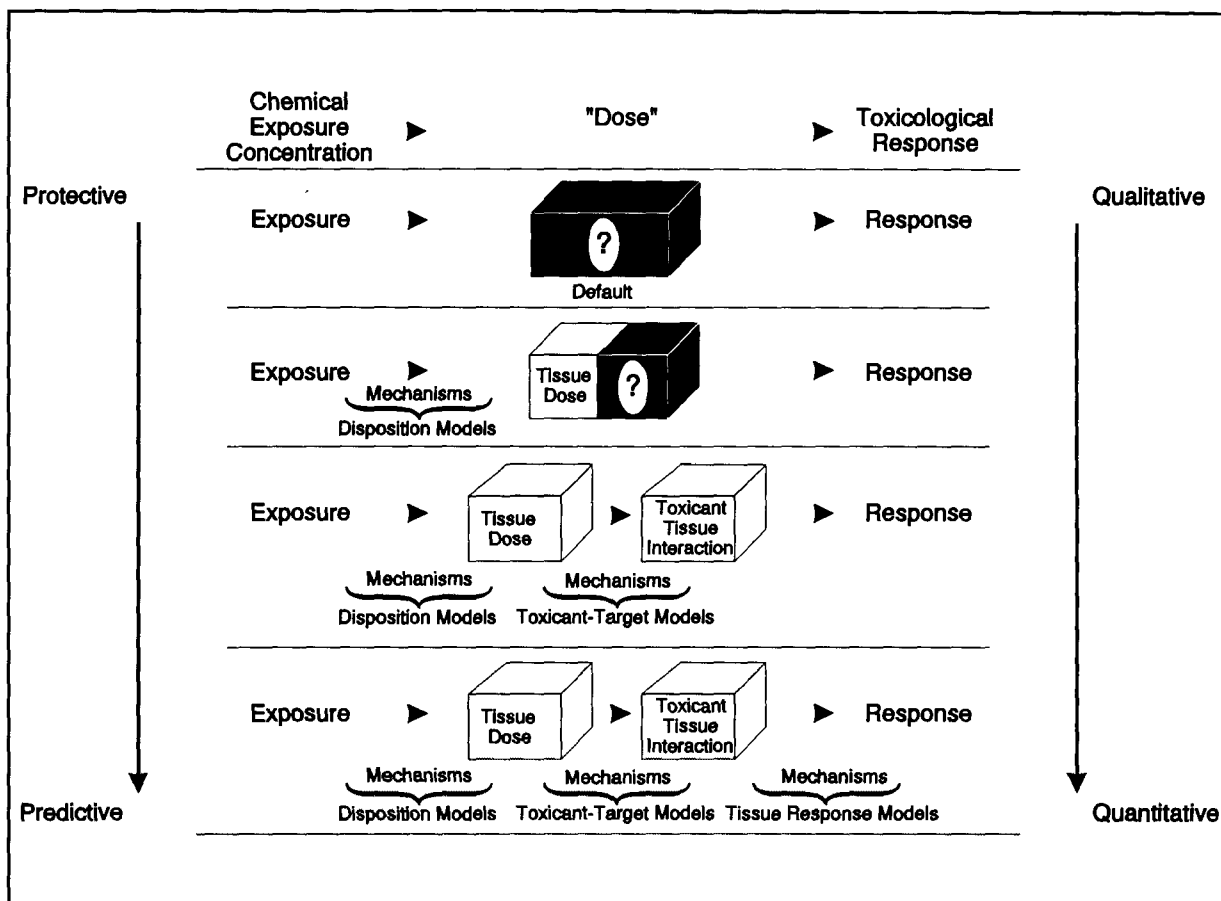 Chemical
Exposure
Concentration
"Dose"
Toxicological
Response
Protective
Qualitative
Exposure
?
Response
Default
Exposure
Tissue
Dose
?
Response
Mechanisms
Disposition Models
Exposure
Tissue
Dose
Toxicant
Tissue
Interaction
Response
Mechanisms
Mechanisms
Disposition Models
Toxicant-Target Models
Exposure
Tissue
Dose
Toxicant
Tissue
Interaction
Response
Mechanisms
Mechanisms
Mechanisms
Predictive
Disposition Models
Toxicant-Target Models
Tissue Response Models
Quantitative